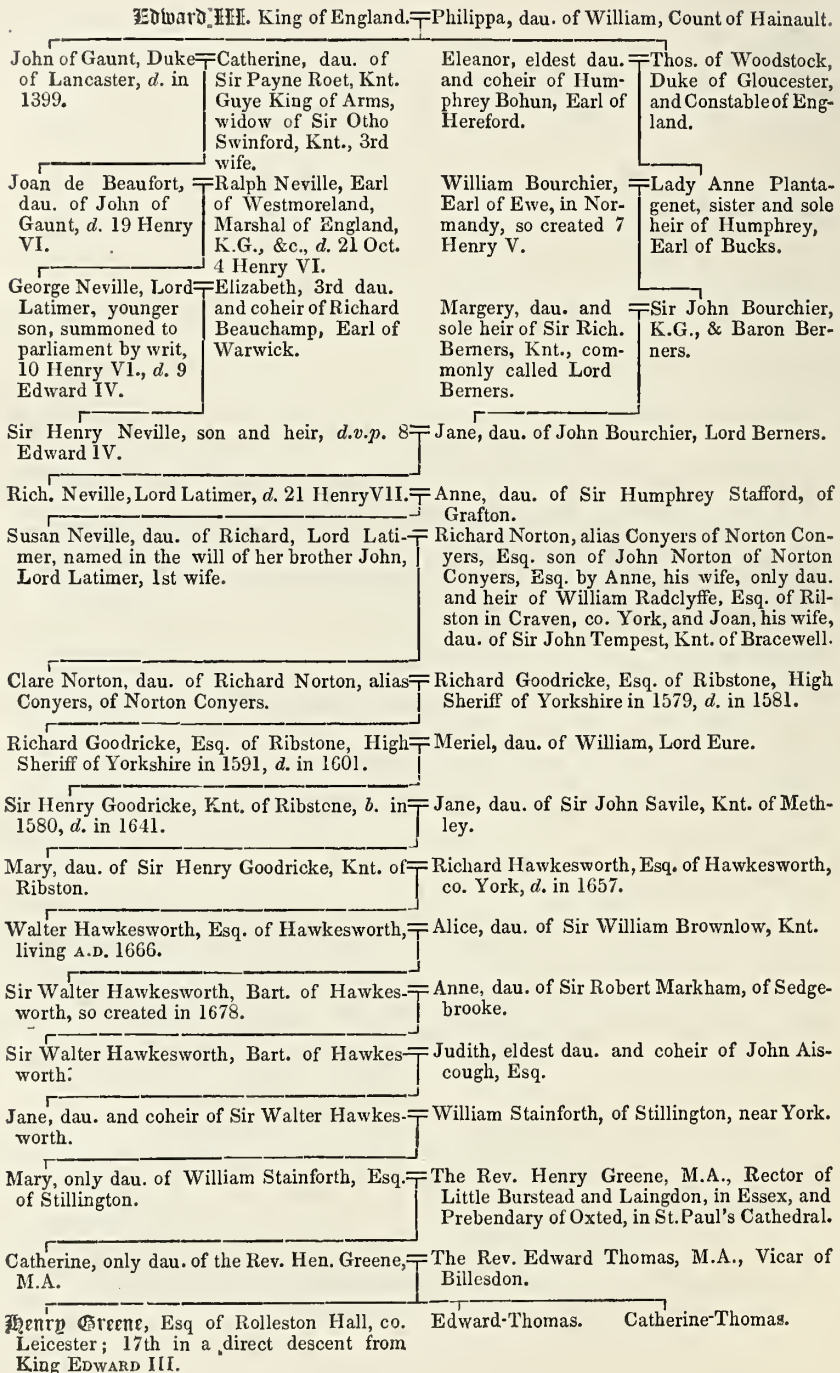 Edward III. King of England. Philippa, dau. of William, Count of Hainault.
John of Gaunt, Duke
of Lancaster, d. in
1399.
Catherine, dau. of
Sir Payne Roet, Knt.
Guye King of Arms,
widow of Sir Otho
Swinford, Knt., 3rd
wife.
Eleanor, eldest dau.
and coheir of Hum-
phrey Bohun, Earl of
Hereford.
Thos. of Woodstock,
Duke of Gloucester,
and Constable of Eng-
land.
Joan de Beaufort,
dau. of John of
Gaunt, d. 19 Henry
VI.
Ralph Neville, Earl
of Westmoreland,
Marshal of England,
K.G., &c., d. 21 Oct.
4 Henry VI.
William Bourchier,
Earl of Ewe, in Nor-
mandy, so created 7
Henry V.
Lady Anne Planta-
genet, sister and sole
heir of Humphrey,
Earl of Bucks.
George Neville, Lord
Latimer, younger
son, summoned to
parliament by writ,
10 Henry VI., d. 9
Edward IV.
Elizabeth, 3rd dau.
and coheir of Richard
Beauchamp, Earl of
Warwick.
Margery, dau. and
sole heir of Sir Rich.
Berners, Knt., com-
monly called Lord
Berners.
Sir John Bourchier,
K.G., & Baron Ber-
ners.
Sir Henry Neville, son and heir, d.v.p. 8
Edward IV.
Jane, dau. of John Bourchier, Lord Berners.
Rich. Neville, Lord Latimer, d. 21 Henry VII.
Anne, dau. of Sir Humphrey Stafford, of
Grafton.
Susan Neville, dau. of Richard, Lord Lati-
mer, named in the will of her brother John,
Lord Latimer, 1st wife.
Richard Norton, alias Conyers of Norton Con-
yers, Esq. son of John Norton of Norton
Conyers, Esq. by Anne, his wife, only dau.
and heir of William Radclyffe, Esq. of Ril-
ston in Craven, co. York, and Joan, his wife,
dau. of Sir John Tempest, Knt. of Bracewell.
Clare Norton, dau. of Richard Norton, alias
Conyers, of Norton Conyers.
Richard Goodricke, Esq. of Ribstone, High
Sheriff of Yorkshire in 1579, d. in 1581.
Richard Goodricke, Esq. of Ribstone, High
Sheriff of Yorkshire in 1591, d. in 1601.
Meriel, dau. of William, Lord Eure.
Sir Henry Goodricke, Knt. of Ribstone, b. in
1580, d. in 1641.
Jane, dau. of Sir John Savile, Knt. of Meth-
ley.
Mary, dau. of Sir Henry Goodricke, Knt. of
Ribston.
Richard Hawkesworth, Esq. of Hawkesworth,
co. York, d. in 1657.
Walter Hawkesworth, Esq. of Hawkesworth,
living A.D. 1666.
Alice, dau. of Sir William Brownlow, Knt.
Sir Walter Hawkesworth, Bart. of Hawkes-
worth, so created in 1678.
Anne, dau. of Sir Robert Markham, of Sedge-
brooke.
Sir Walter Hawkesworth, Bart. of Hawkes-
worth.
Judith, eldest dau. and coheir of John Ais-
cough, Esq.
Jane, dau. and coheir of Sir Walter Hawkes-
worth.
William Stainforth, of Stillington, near York.
Mary, only dau. of William Stainforth, Esq.
of Stillington.
The Rev. Henry Greene, M.A., Rector of
Little Burstead and Laingdon, in Essex, and
Prebendary of Oxted, in St. Paul's Cathedral.
Catherine, only dau. of the Rev. Hen. Greene,
M.A.
The Rev. Edward Thomas, M.A., Vicar of
Billesdon.
Henry Greene, Esq of Rolleston Hall, co.
Leicester; 17th in a direct descent from
King EDWARD III.
Edward-Thomas.
Catherine-Thomas.